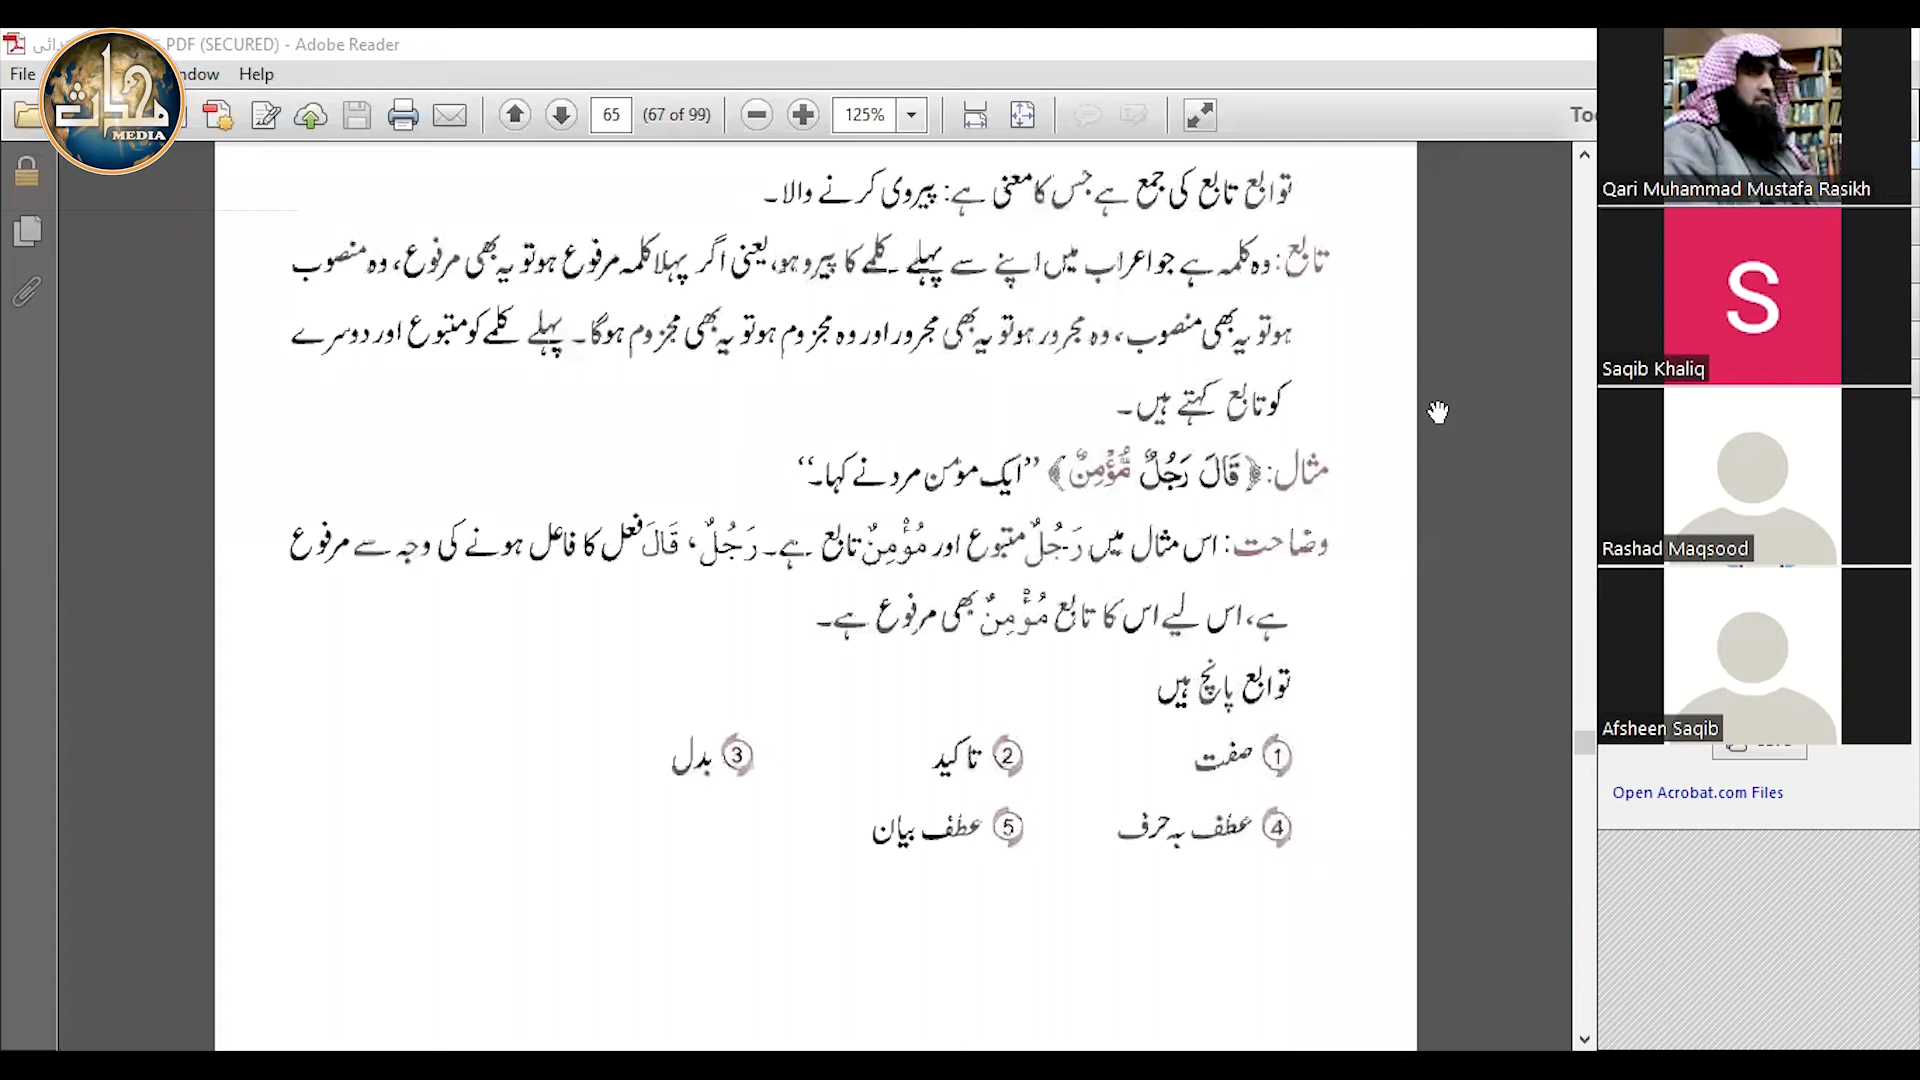 PDF (SECURED) - Adobe Reader
File
ndow
Help
MEDIA
65
(67 of 99)
125%
توابع تابع کی جمع ہے جس کا معنی ہے: پیروی کرنے والا۔
تابع: وہ کلمہ ہے جو اعراب میں اپنے سے پہلے کلمے کا پیرو ہو، یعنی اگر پہلا کلمہ مرفوع ہو تو یہ بھی مرفوع، وہ منصوب
ہو تو یہ بھی منصوب، وہ مجرور ہو تو یہ بھی مجرور اور وہ مجزوم ہو تو یہ بھی مجزوم ہوگا۔ پہلے کلمے کو متبوع اور دوسرے
کو تابع کہتے ہیں۔
مثال: ﴿قَالَ رَجُلٌ مُّؤْمِنٌ﴾ ”ایک مؤمن مرد نے کہا۔“
وضاحت: اس مثال میں رَجُلٌ متبوع اور مُؤْمِنٌ تابع ہے۔ رَجُلٌ، قَالَ فعل کا فاعل ہونے کی وجہ سے مرفوع
ہے، اس لیے اس کا تابع مُؤْمِنٌ بھی مرفوع ہے۔
توابع پانچ ہیں
① صفت ② تاکید ③ بدل
④ عطف بہ حرف ⑤ عطف بیان
Qari Muhammad Mustafa Rasikh
S
Saqib Khaliq
Rashad Maqsood
Afsheen Saqib
Open Acrobat.com Files